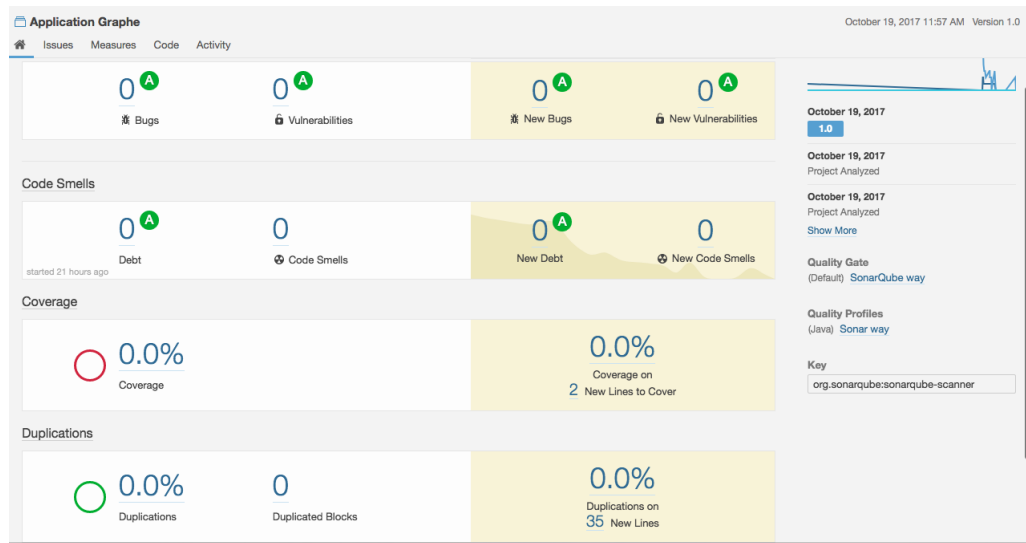 Application Graphe
October 19, 2017 11:57 AM Version 1.0
Issues Measures Code Activity
0 A
Bugs
0 A
Vulnerabilities
0 A
New Bugs
0 A
New Vulnerabilities
Code Smells
0 A
Debt
started 21 hours ago
0
Code Smells
0 A
New Debt
0
New Code Smells
Coverage
0.0%
Coverage
0.0%
Coverage on
2 New Lines to Cover
Duplications
0.0%
Duplications
0
Duplicated Blocks
0.0%
Duplications on
35 New Lines
October 19, 2017
1.0
October 19, 2017
Project Analyzed
October 19, 2017
Project Analyzed
Show More
Quality Gate
(Default) SonarQube way
Quality Profiles
(Java) Sonar way
Key
org.sonarqube:sonarqube-scanner